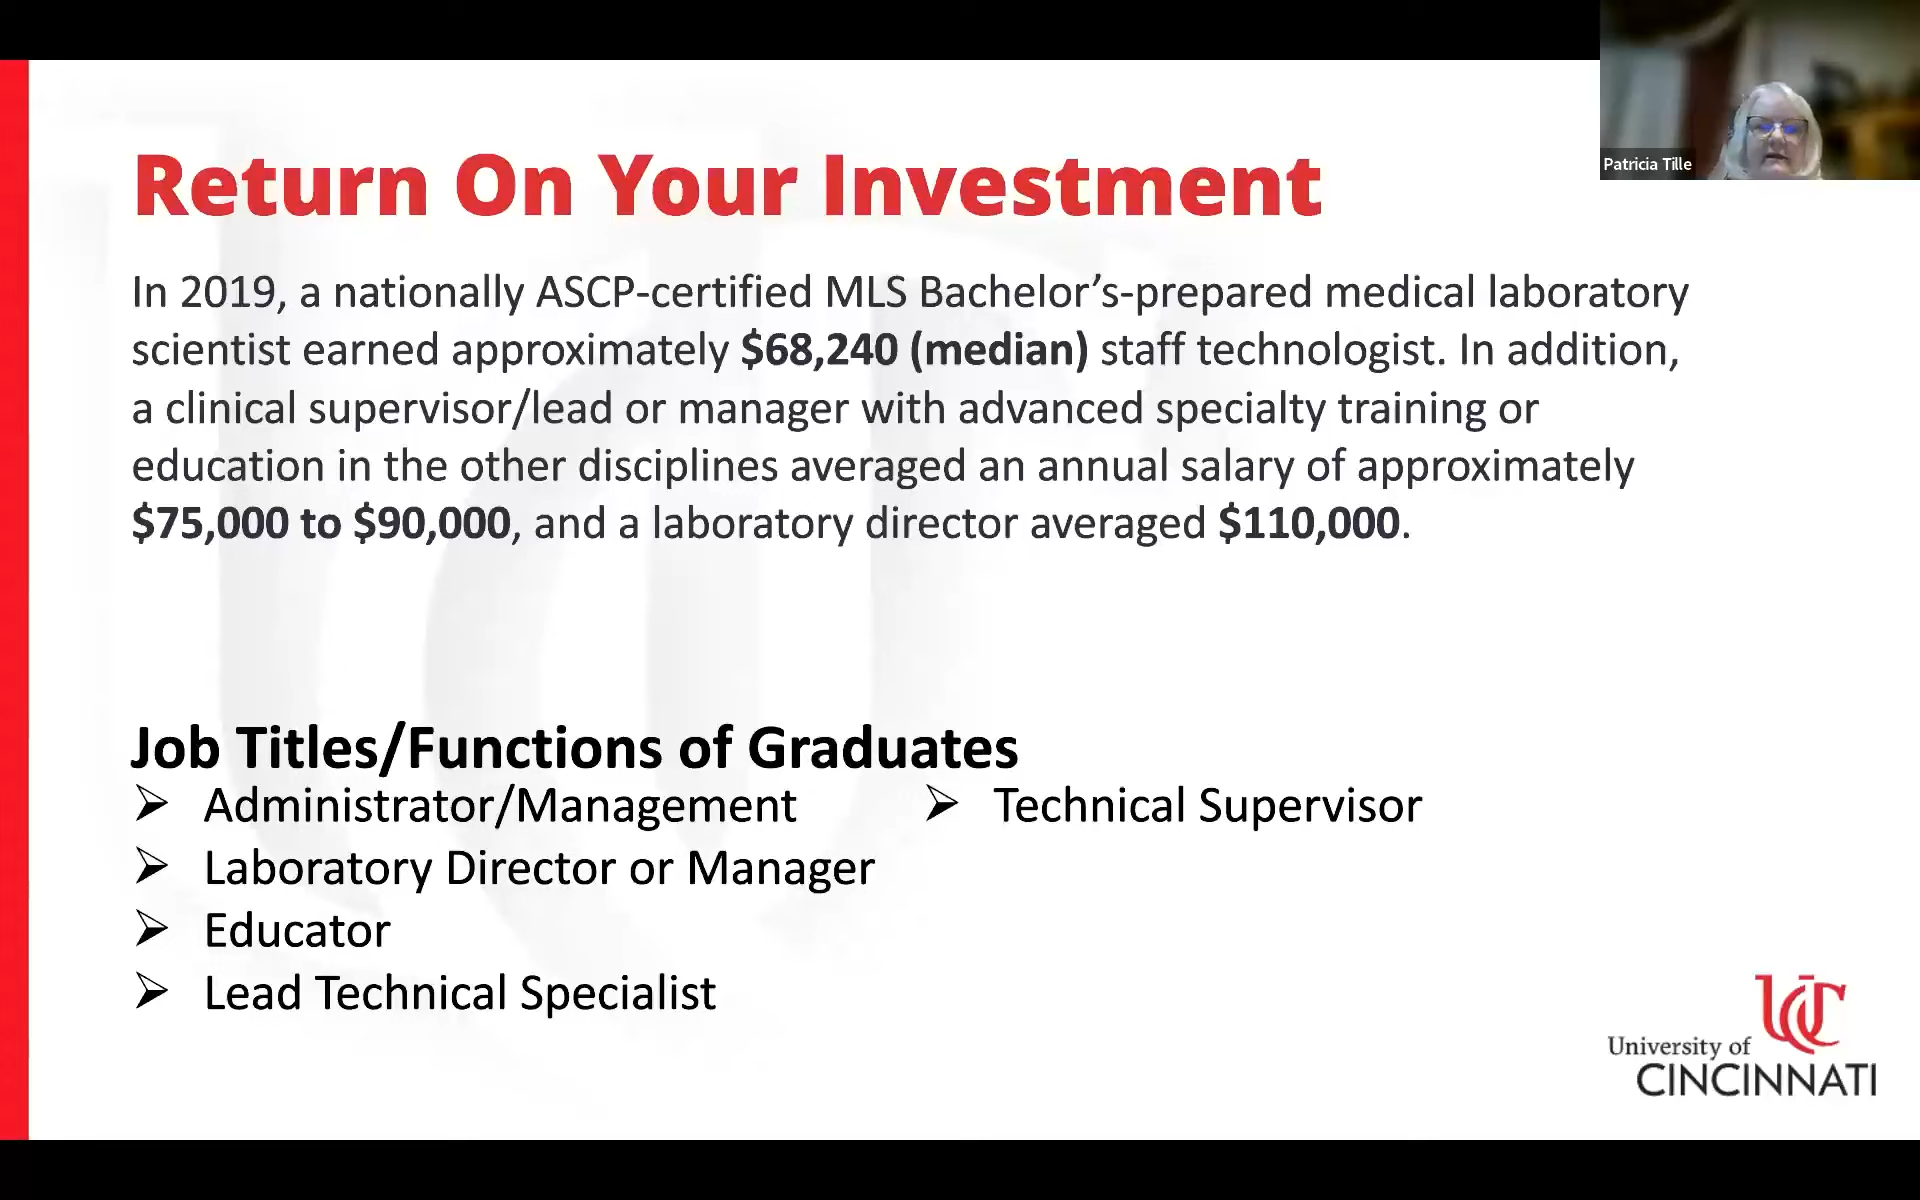 Patricia Tille
Return On Your Investment
In 2019, a nationally ASCP-certified MLS Bachelor’s-prepared medical laboratory
scientist earned approximately $68,240 (median) staff technologist. In addition,
a clinical supervisor/lead or manager with advanced specialty training or
education in the other disciplines averaged an annual salary of approximately
$75,000 to $90,000, and a laboratory director averaged $110,000.
Job Titles/Functions of Graduates
➢ Administrator/Management
➢ Laboratory Director or Manager
➢ Educator
➢ Lead Technical Specialist
➢ Technical Supervisor
UC
University of
CINCINNATI